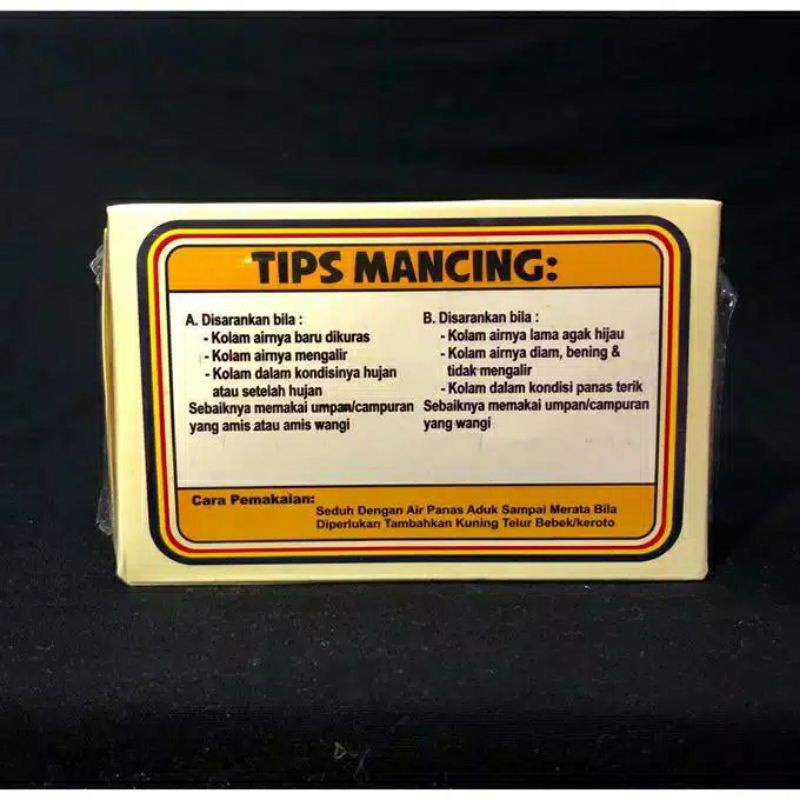 TIPS MANCING:
A. Disarankan bila :
- Kolam airnya baru dikuras
- Kolam airnya mengalir
- Kolam dalam kondisinya hujan
atau setelah hujan
Sebaiknya memakai umpan/campuran
yang amis atau amis wangi
B. Disarankan bila :
- Kolam airnya lama agak hijau
- Kolam airnya diam, bening &
tidak mengalir
- Kolam dalam kondisi panas terik
Sebaiknya memakai umpan/campuran
yang wangi
Cara Pemakaian:
Seduh Dengan Air Panas Aduk Sampai Merata Bila
Diperlukan Tambahkan Kuning Telur Bebek/keroto